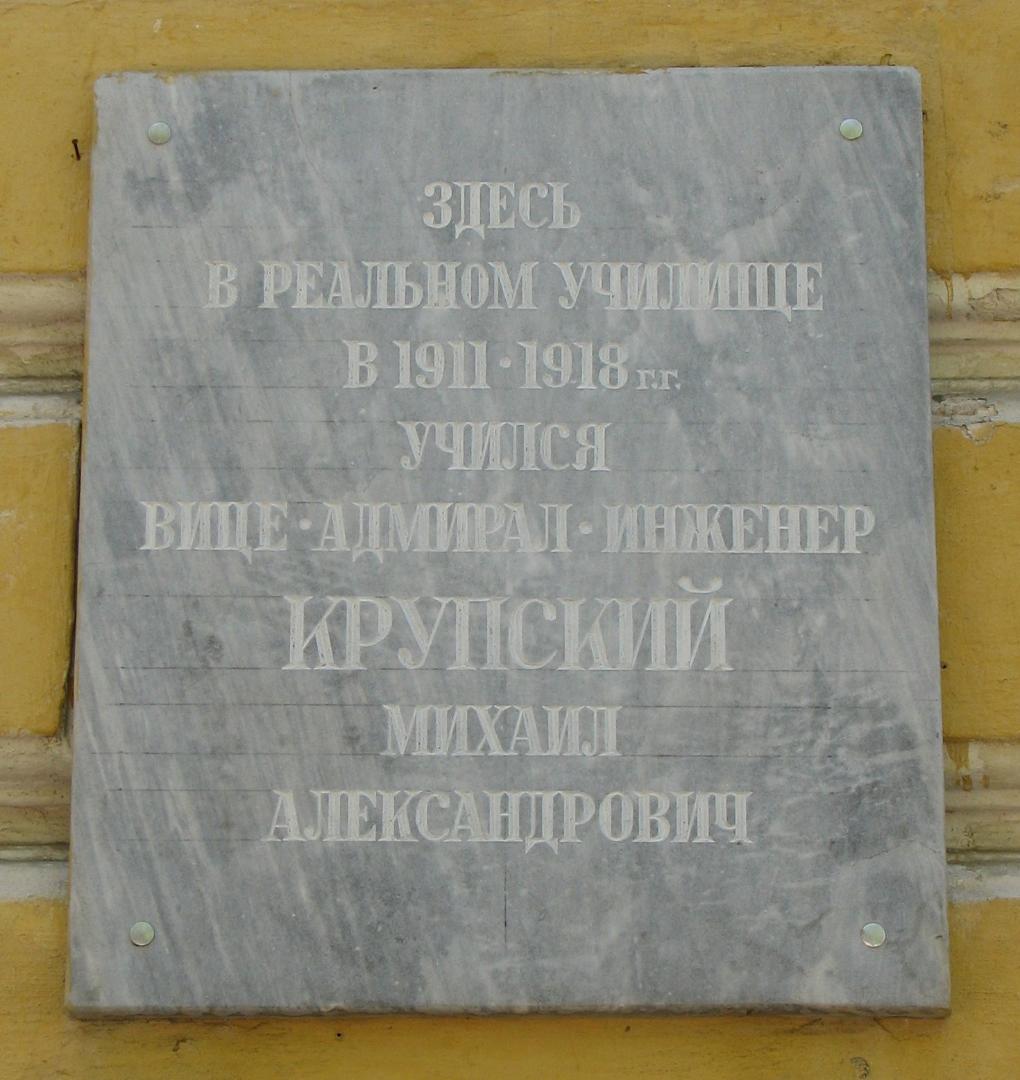 ЗДЕСЬ
В РЕАЛЬНОМ УЧИЛИЩЕ
В 1911·1918 г.г.
УЧИЛСЯ
ВИЦЕ·АДМИРАЛ·ИНЖЕНЕР
КРУПСКИЙ
МИХАИЛ
АЛЕКСАНДРОВИЧ